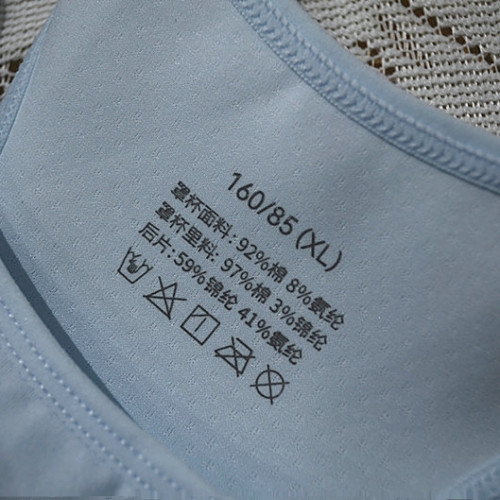 160/85 (XL)
罩杯面料: 92%棉 8%氨纶
罩杯里料: 97%棉 3%锦纶
后片: 59%锦纶 41%氨纶